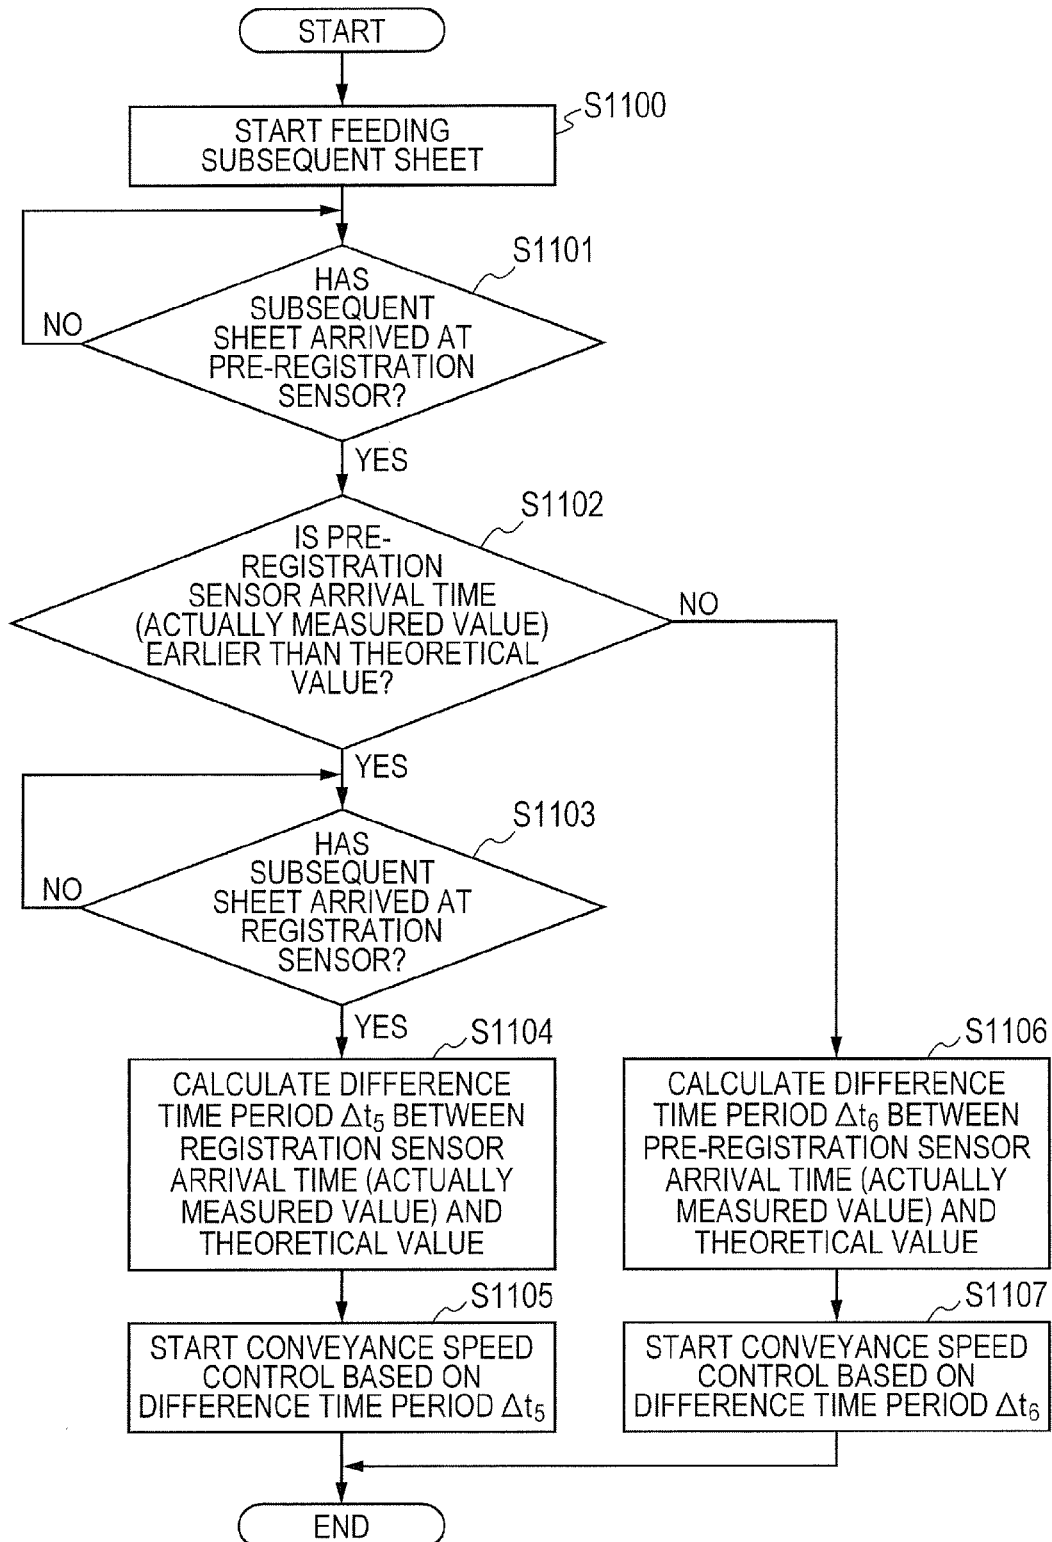 START
S1100
START FEEDING
SUBSEQUENT SHEET
S1101
HAS
SUBSEQUENT
SHEET ARRIVED AT
PRE-REGISTRATION
SENSOR?
NO
YES
S1102
IS PRE-
REGISTRATION
SENSOR ARRIVAL TIME
(ACTUALLY MEASURED VALUE)
EARLIER THAN THEORETICAL
VALUE?
NO
YES
S1103
HAS
SUBSEQUENT
SHEET ARRIVED AT
REGISTRATION
SENSOR?
NO
YES
S1104
CALCULATE DIFFERENCE
TIME PERIOD Δt5 BETWEEN
REGISTRATION SENSOR
ARRIVAL TIME (ACTUALLY
MEASURED VALUE) AND
THEORETICAL VALUE
S1106
CALCULATE DIFFERENCE
TIME PERIOD Δt6 BETWEEN
PRE-REGISTRATION SENSOR
ARRIVAL TIME (ACTUALLY
MEASURED VALUE) AND
THEORETICAL VALUE
S1105
START CONVEYANCE SPEED
CONTROL BASED ON
DIFFERENCE TIME PERIOD Δt5
S1107
START CONVEYANCE SPEED
CONTROL BASED ON
DIFFERENCE TIME PERIOD Δt6
END